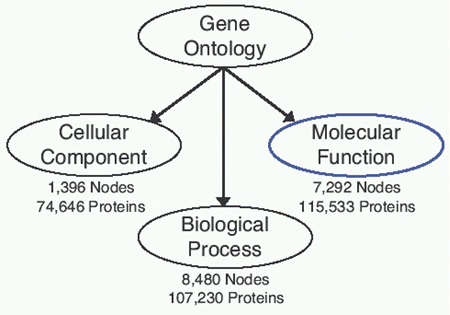 Gene
Ontology
Cellular
Component
1,396 Nodes
74,646 Proteins
Molecular
Function
7,292 Nodes
115,533 Proteins
Biological
Process
8,480 Nodes
107,230 Proteins